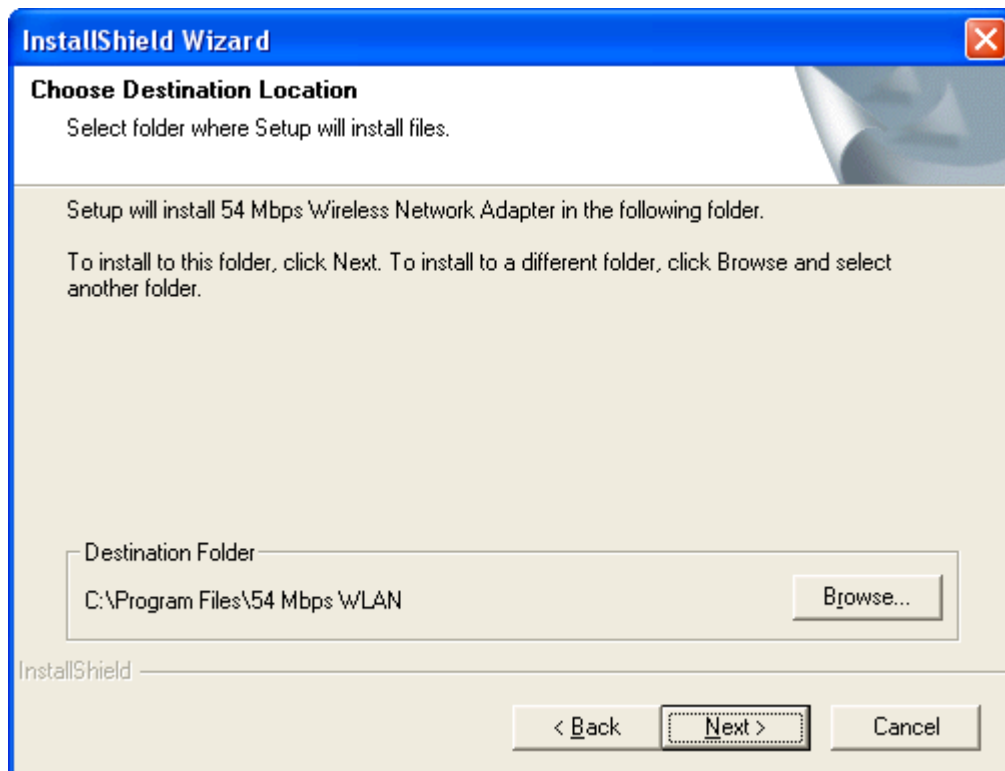 InstallShield Wizard
Choose Destination Location
Select folder where Setup will install files.
Setup will install 54 Mbps Wireless Network Adapter in the following folder.
To install to this folder, click Next. To install to a different folder, click Browse and select
another folder.
Destination Folder
C:\Program Files\54 Mbps WLAN
Browse...
InstallShield
< Back
Next >
Cancel